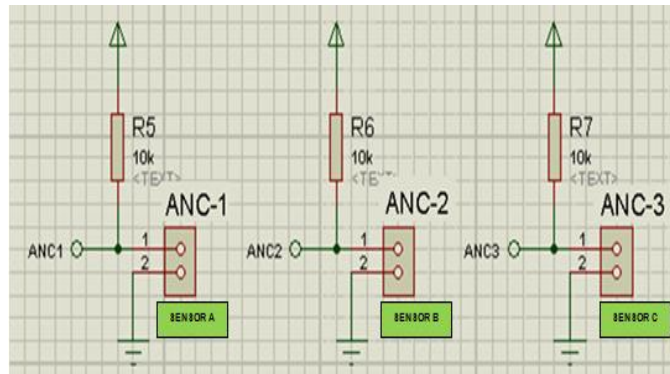 R5
10k
<TEXT>
ANC-1
ANC1
1
2
SENSOR A
R6
10k
ANC-2
ANC2
1
2
SENSOR B
R7
10k
<TEXT>
ANC-3
ANC3
1
2
SENSOR C